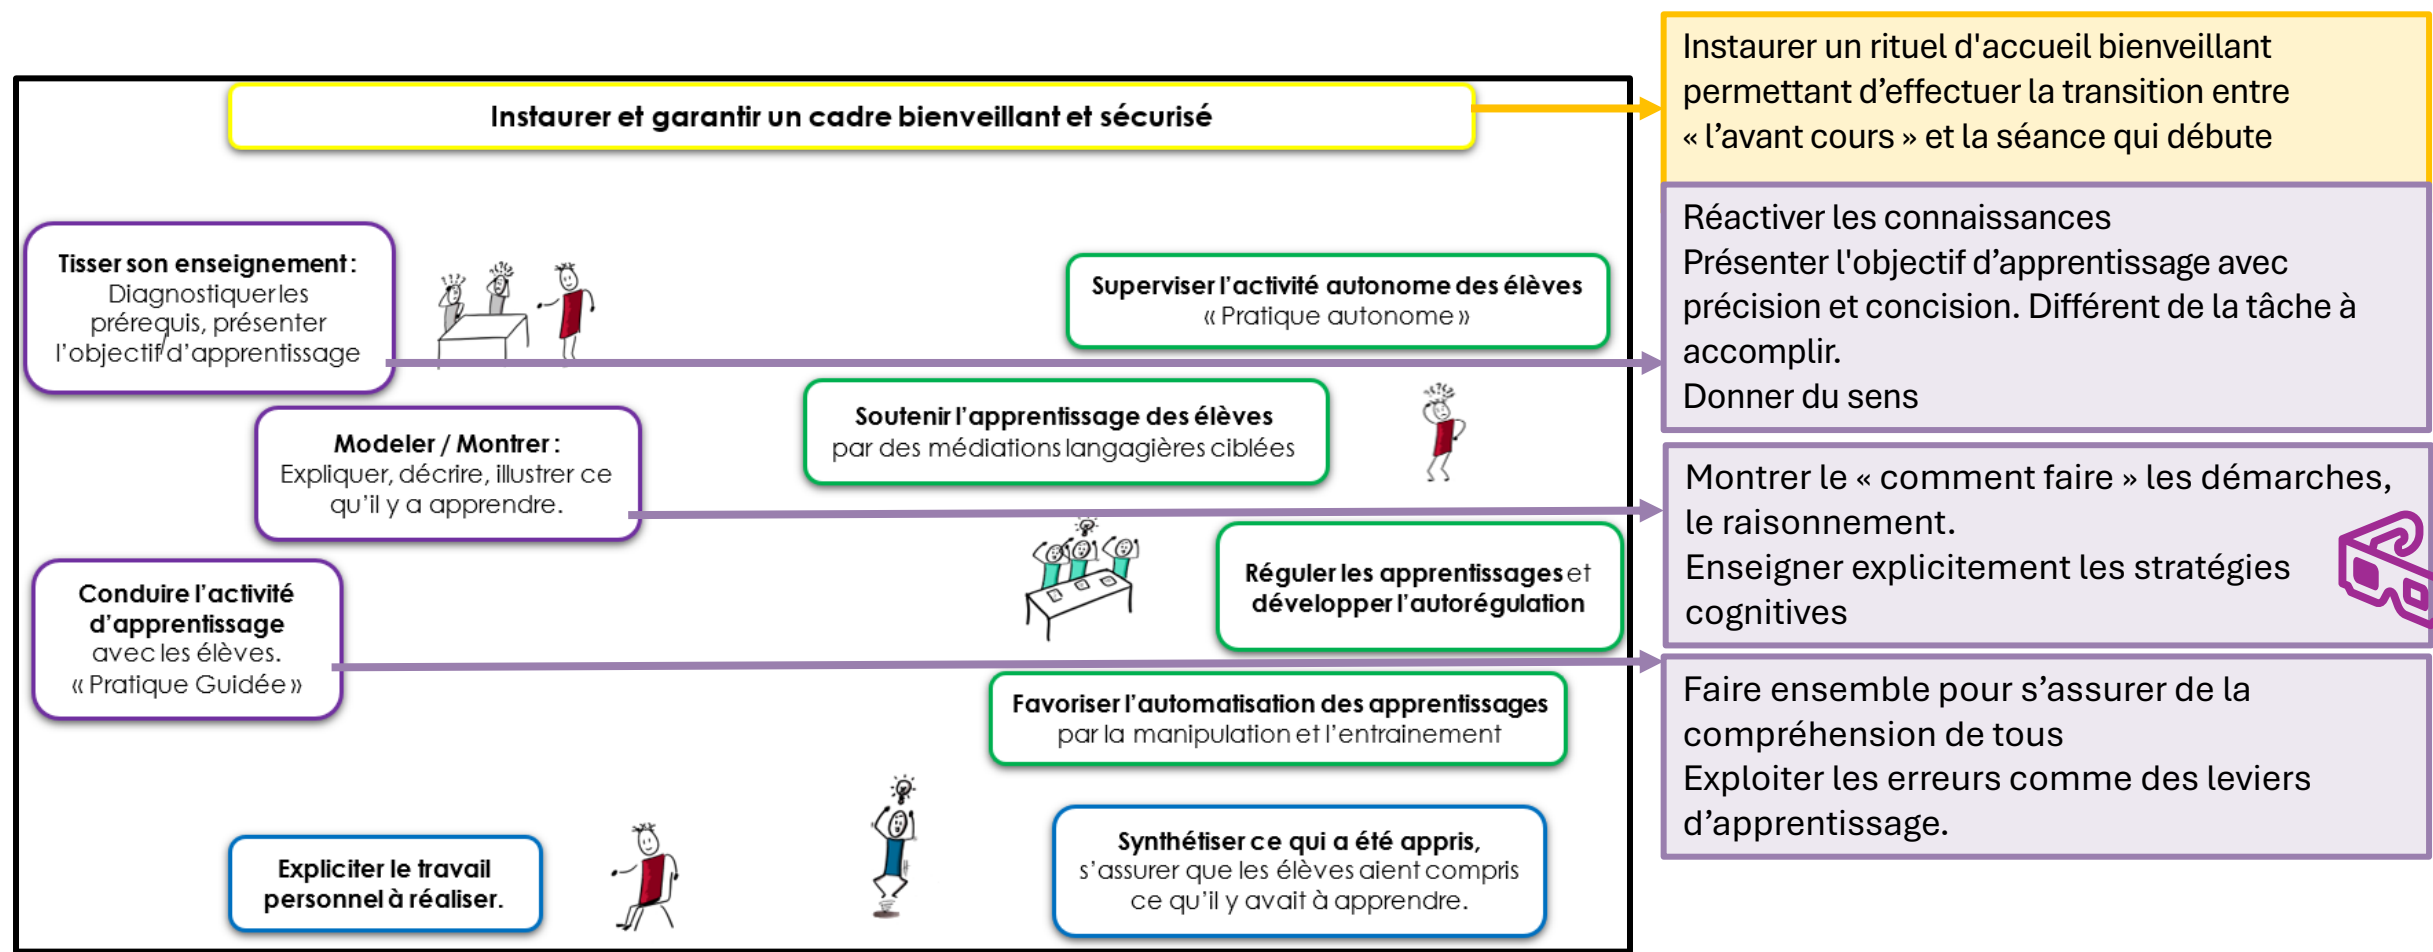 Instaurer et garantir un cadre bienveillant et sécurisé
Tisser son enseignement :
Diagnostiquer les
prérequis, présenter
l’objectif d’apprentissage
Modeler / Montrer :
Expliquer, décrire, illustrer ce
qu’il y a apprendre.
Conduire l’activité
d’apprentissage
avec les élèves.
« Pratique Guidée »
Superviser l’activité autonome des élèves
« Pratique autonome »
Soutenir l’apprentissage des élèves
par des médiations langagières ciblées
Réguler les apprentissages et
développer l’autorégulation
Favoriser l’automatisation des apprentissages
par la manipulation et l’entrainement
Expliciter le travail
personnel à réaliser.
Synthétiser ce qui a été appris,
s’assurer que les élèves aient compris
ce qu’il y avait à apprendre.
Instaurer un rituel d'accueil bienveillant
permettant d’effectuer la transition entre
« l’avant cours » et la séance qui débute
Réactiver les connaissances
Présenter l'objectif d’apprentissage avec
précision et concision. Différent de la tâche à
accomplir.
Donner du sens
Montrer le « comment faire » les démarches,
le raisonnement.
Enseigner explicitement les stratégies
cognitives
Faire ensemble pour s’assurer de la
compréhension de tous
Exploiter les erreurs comme des leviers
d’apprentissage.